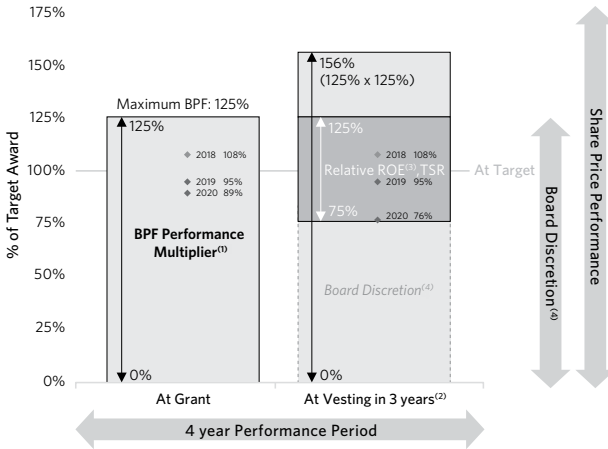 % of Target Award
175%
150%
125%
100%
75%
50%
25%
0%
Maximum BPF: 125%
125%
2018 108%
2019 95%
2020 89%
BPF Performance
Multiplier(1)
0%
At Grant
156%
(125% x 125%)
125%
2018 108%
Relative ROE(3),TSR
2019 95%
75%
2020 76%
Board Discretion(4)
0%
At Vesting in 3 years(2)
At Target
4 year Performance Period
Board Discretion(4)
Share Price Performance